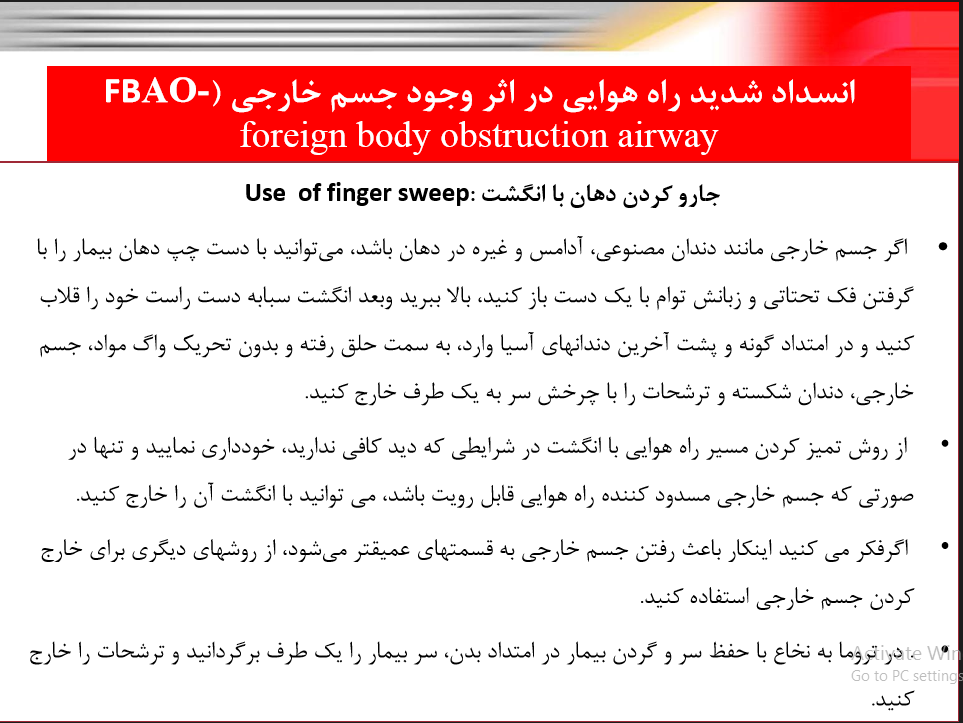 انسداد شدید راه هوایی در اثر وجود جسم خارجی (FBAO-
foreign body obstruction airway
جارو کردن دهان با انگشت :Use of finger sweep
• اگر جسم خارجی مانند دندان مصنوعی، آدامس و غیره در دهان باشد، می‌توانید با دست چپ دهان بیمار را با
گرفتن فک تحتاتی و زبانش توام با یک دست باز کنید، بالا ببرید وبعد انگشت سبابه دست راست خود را قلاب
کنید و در امتداد گونه و پشت آخرین دندانهای آسیا وارد، به سمت حلق رفته و بدون تحریک واگ مواد، جسم
خارجی، دندان شکسته و ترشحات را با چرخش سر به یک طرف خارج کنید.
• از روش تمیز کردن مسیر راه هوایی با انگشت در شرایطی که دید کافی ندارید، خودداری نمایید و تنها در
صورتی که جسم خارجی مسدود کننده راه هوایی قابل رویت باشد، می توانید با انگشت آن را خارج کنید.
• اگرفکر می کنید اینکار باعث رفتن جسم خارجی به قسمتهای عمیقتر می‌شود، از روشهای دیگری برای خارج
کردن جسم خارجی استفاده کنید.
• . در تروما به نخاع با حفظ سر و گردن بیمار در امتداد بدن، سر بیمار را یک طرف برگردانید و ترشحات را خارج
کنید.
Activate Win
Go to PC settings